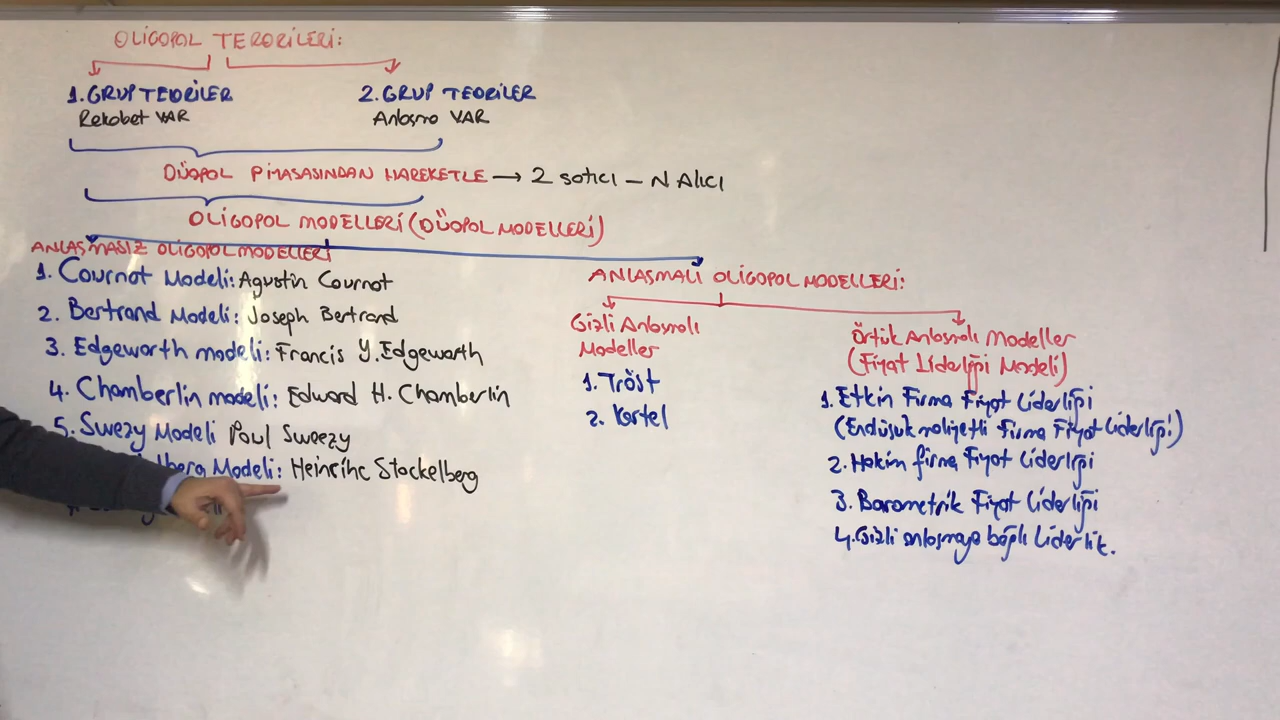 OLİGOPOL TEORİLERİ:
1. GRUP TEORİLER
2. GRUP TEORİLER
Rekabet VAR
Anlaşma VAR
DÜOPOL PİYASASINDAN HAREKETLE → 2 satıcı - N Alıcı
OLİGOPOL MODELLERİ (DÜOPOL MODELLERİ)
ANLAŞMASIZ OLİGOPOL MODELLERİ
1. Cournot Modeli: Agustin Cournot
2. Bertrand Modeli: Joseph Bertrand
3. Edgeworth modeli: Francis Y. Edgeworth
4. Chamberlin modeli: Edward H. Chamberlin
5. Swezy Modeli Poul Sweezy
Modeli: Heinrihc Stackelberg
ANLAŞMALI OLİGOPOL MODELLERİ:
Gizli Anlaşmalı
Modeller
1. Tröst
2. Kartel
Örtük Anlaşmalı Modeller
(Fiyat Liderliği Modeli)
1. Etkin Firma Fiyat Liderliği
(En düşük maliyetli Firma Fiyat Liderliği)
2. Hakim firma Fiyat Liderliği
3. Barometrik Fiyat Liderliği
4. Gizli anlaşmaya bağlı Liderlik.